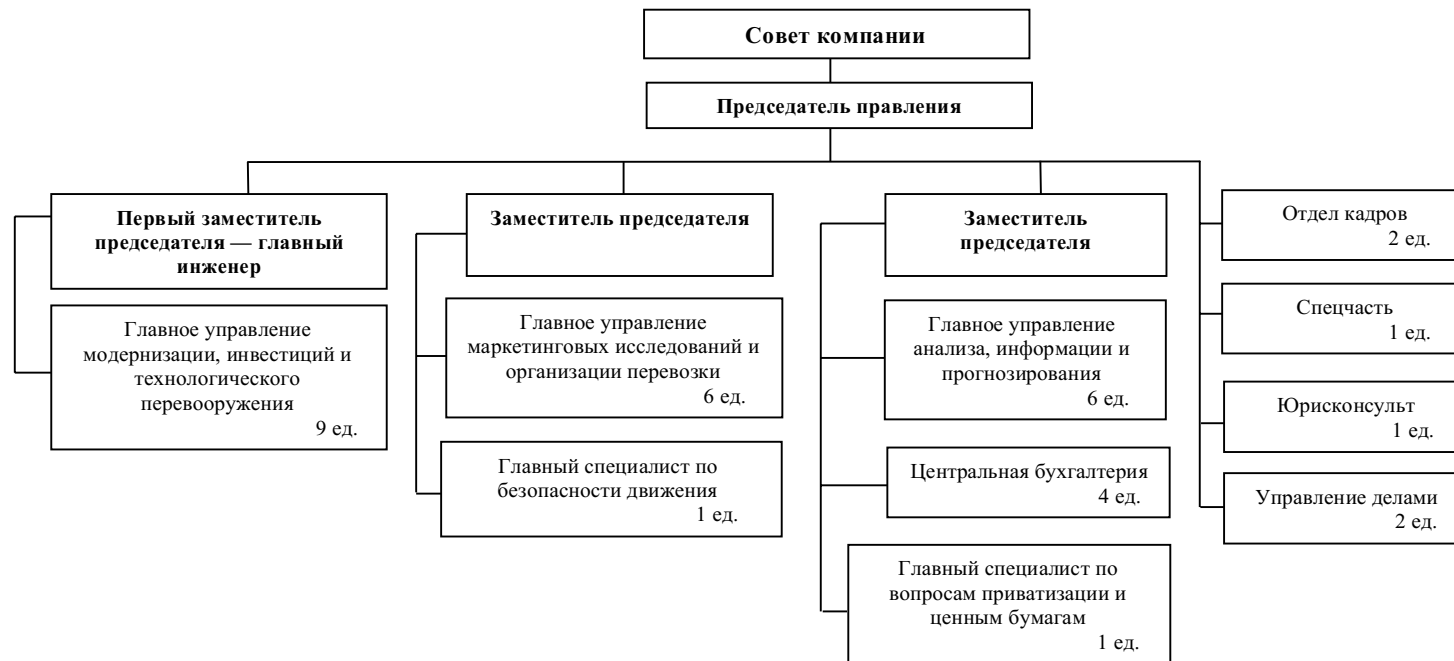 Совет компании
Председатель правления
Первый заместитель
председателя — главный
инженер
Главное управление
модернизации, инвестиций и
технологического
перевооружения
9 ед.
Заместитель председателя
Главное управление
маркетинговых исследований и
организации перевозки
6 ед.
Главный специалист по
безопасности движения
1 ед.
Заместитель
председателя
Главное управление
анализа, информации и
прогнозирования
6 ед.
Центральная бухгалтерия
4 ед.
Главный специалист по
вопросам приватизации и
ценным бумагам
1 ед.
Отдел кадров
2 ед.
Спецчасть
1 ед.
Юрисконсульт
1 ед.
Управление делами
2 ед.